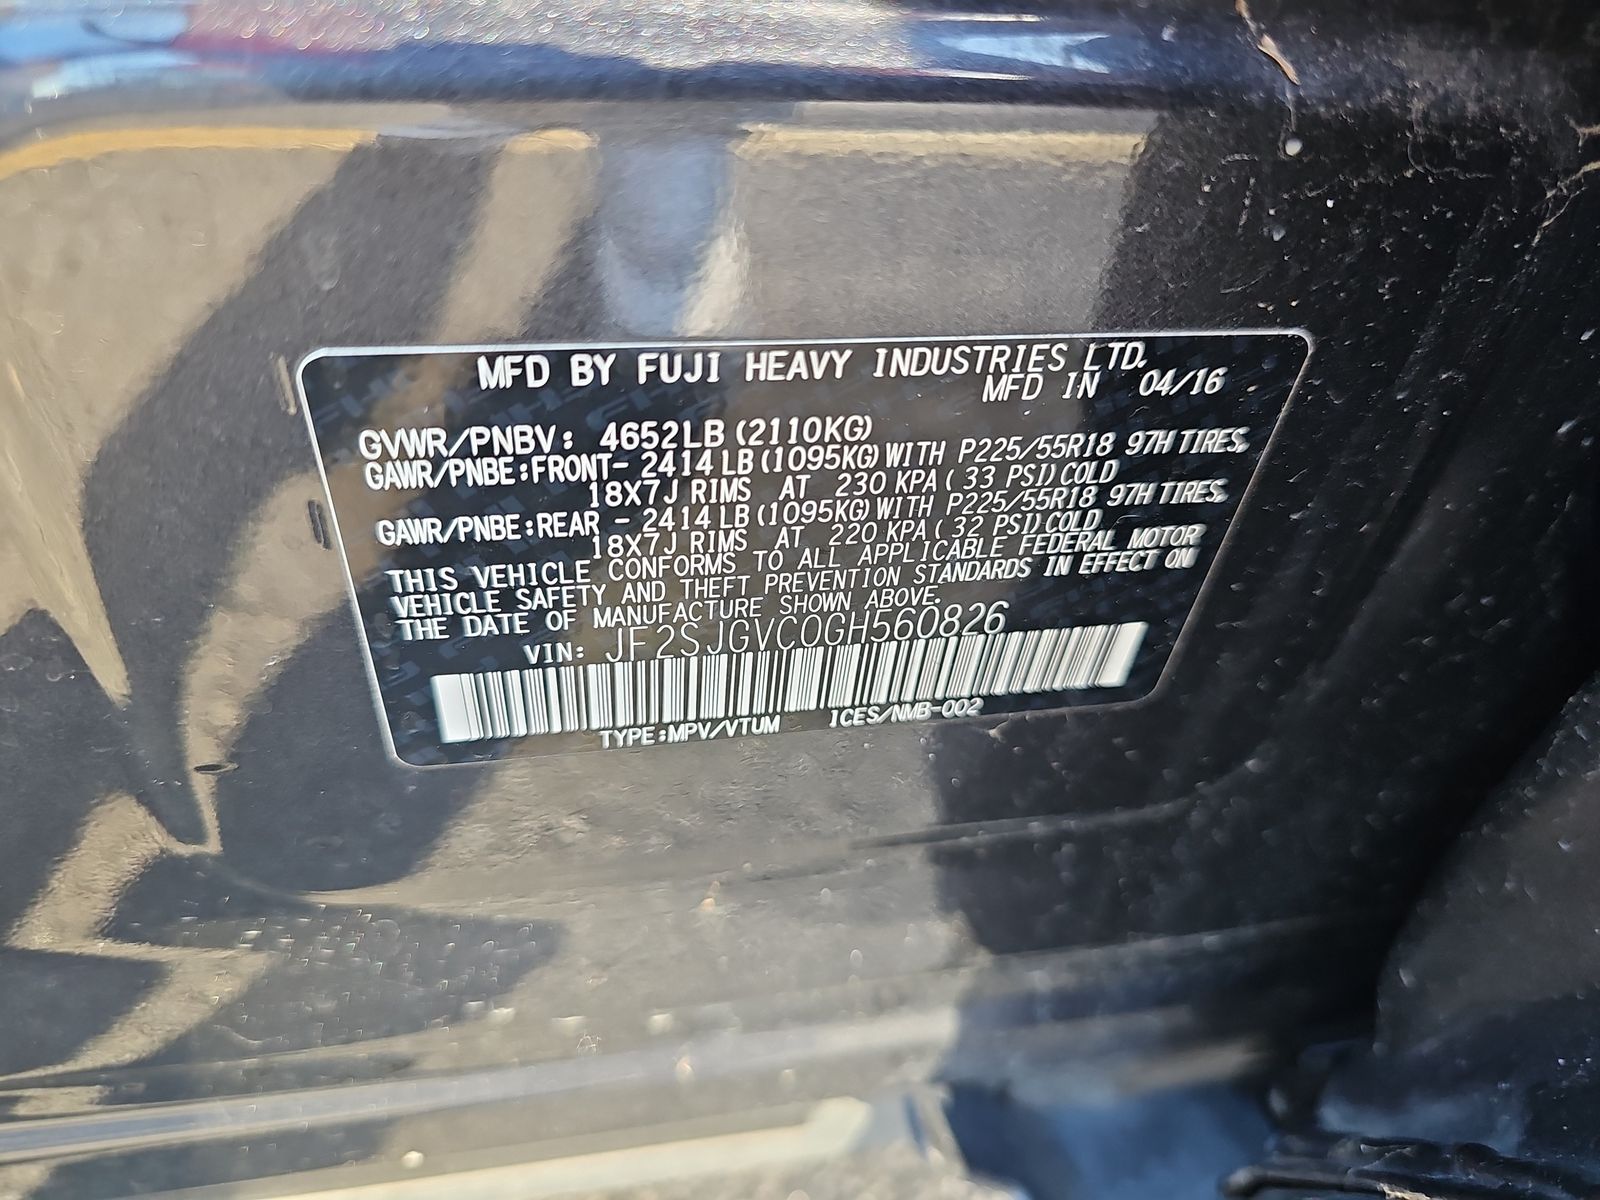 MFD BY FUJI HEAVY INDUSTRIES LTD.
MFD IN 04/16
GVWR/PNBV: 4652LB (2110KG)
GAWR/PNBE:FRONT- 2414LB (1095KG) WITH P225/55R18 97H TIRES,
18X7J RIMS AT 230 KPA ( 33 PSI) COLD
GAWR/PNBE:REAR - 2414LB (1095KG) WITH P225/55R18 97H TIRES,
18X7J RIMS AT 220 KPA ( 32 PSI) COLD
THIS VEHICLE CONFORMS TO ALL APPLICABLE FEDERAL MOTOR
VEHICLE SAFETY AND THEFT PREVENTION STANDARDS IN EFFECT ON
THE DATE OF MANUFACTURE SHOWN ABOVE.
VIN: JF2SJGVC0GH560826
TYPE:MPV/VTUM ICES/NMB-002